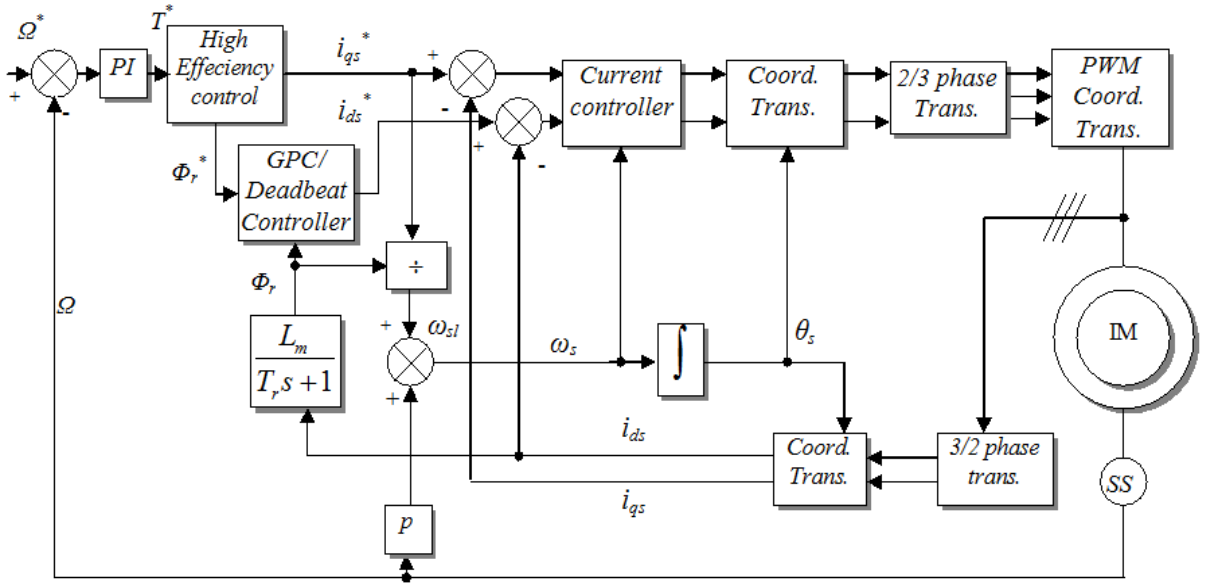 Ω*
+
-
PI
T*
High
Effeciency
control
iqs*
ids*
+
-
+
-
Current
controller
Coord.
Trans.
2/3 phase
Trans.
PWM
Coord.
Trans.
Φr*
GPC/
Deadbeat
Controller
Φr
÷
Ω
Lm
Trs+1
+
ωsl
+
ωs
∫
θs
IM
ids
iqs
Coord.
Trans.
3/2 phase
trans.
SS
p